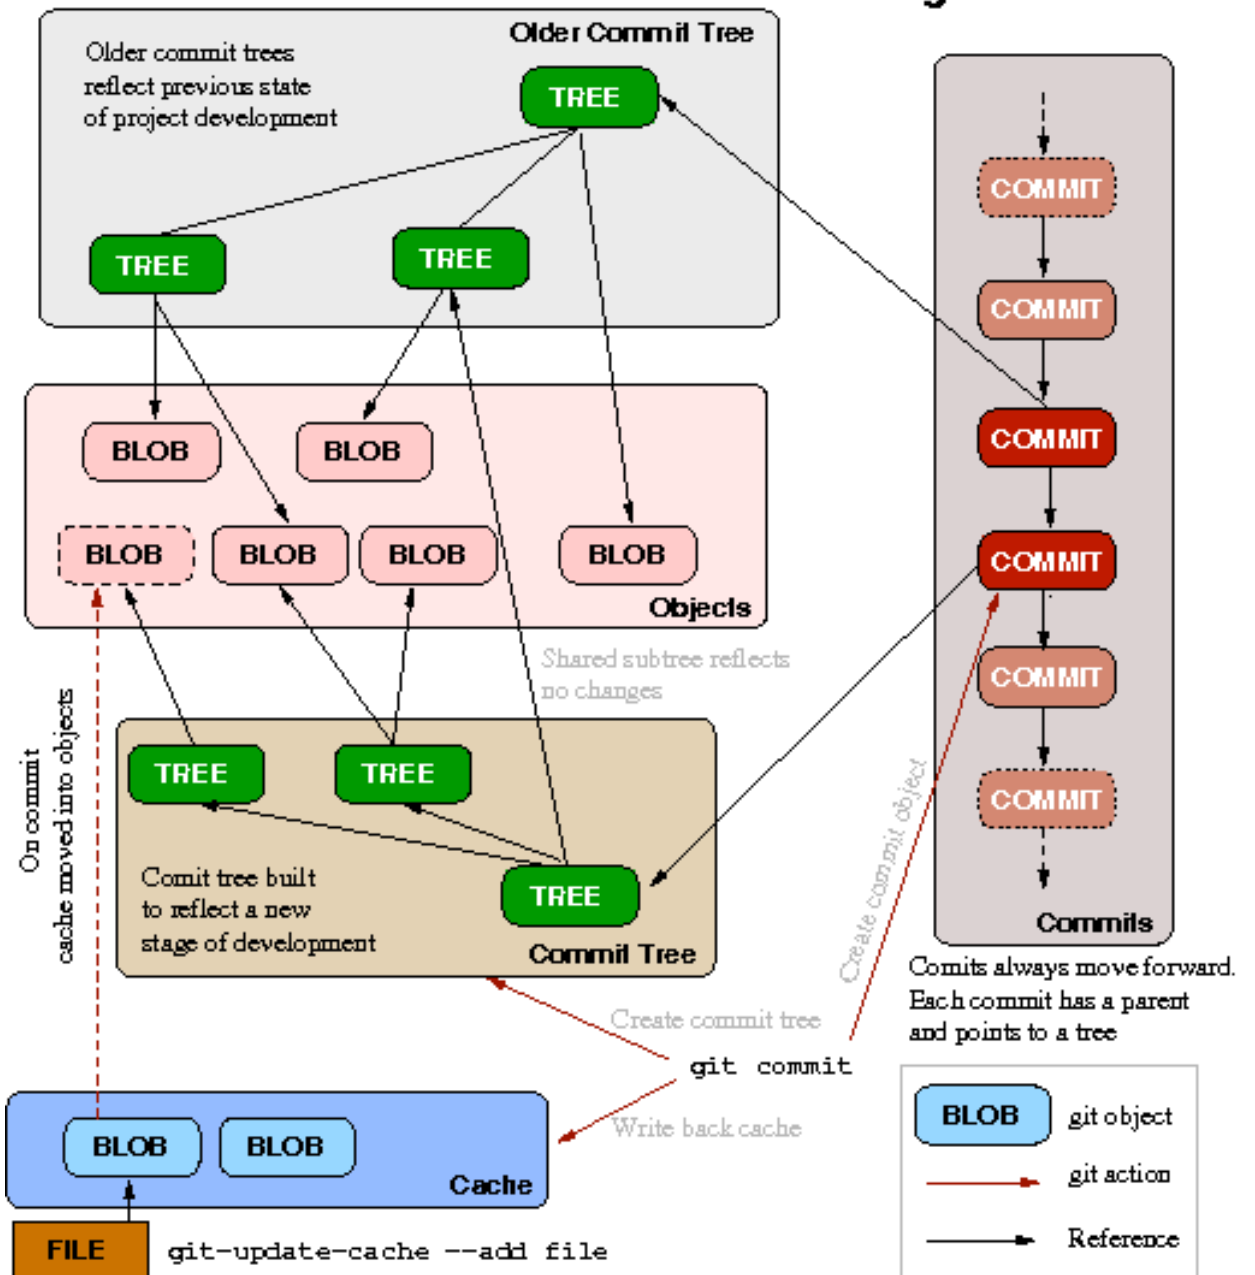 Older Commit Tree
Older commit trees
reflect previous state
of project development
TREE
TREE
TREE
COMMIT
COMMIT
COMMIT
COMMIT
COMMIT
COMMIT
Commits
BLOB
BLOB
BLOB
BLOB
BLOB
BLOB
Objects
Shared subtree reflects
no changes
On commit
cache moved into objects
TREE
TREE
TREE
Comit tree built
to reflect a new
stage of development
Commit Tree
Create commit object
Comits always move forward.
Each commit has a parent
and points to a tree
Create commit tree
git commit
Write back cache
BLOB
BLOB
Cache
FILE
git-update-cache --add file
BLOB
git object
git action
Reference